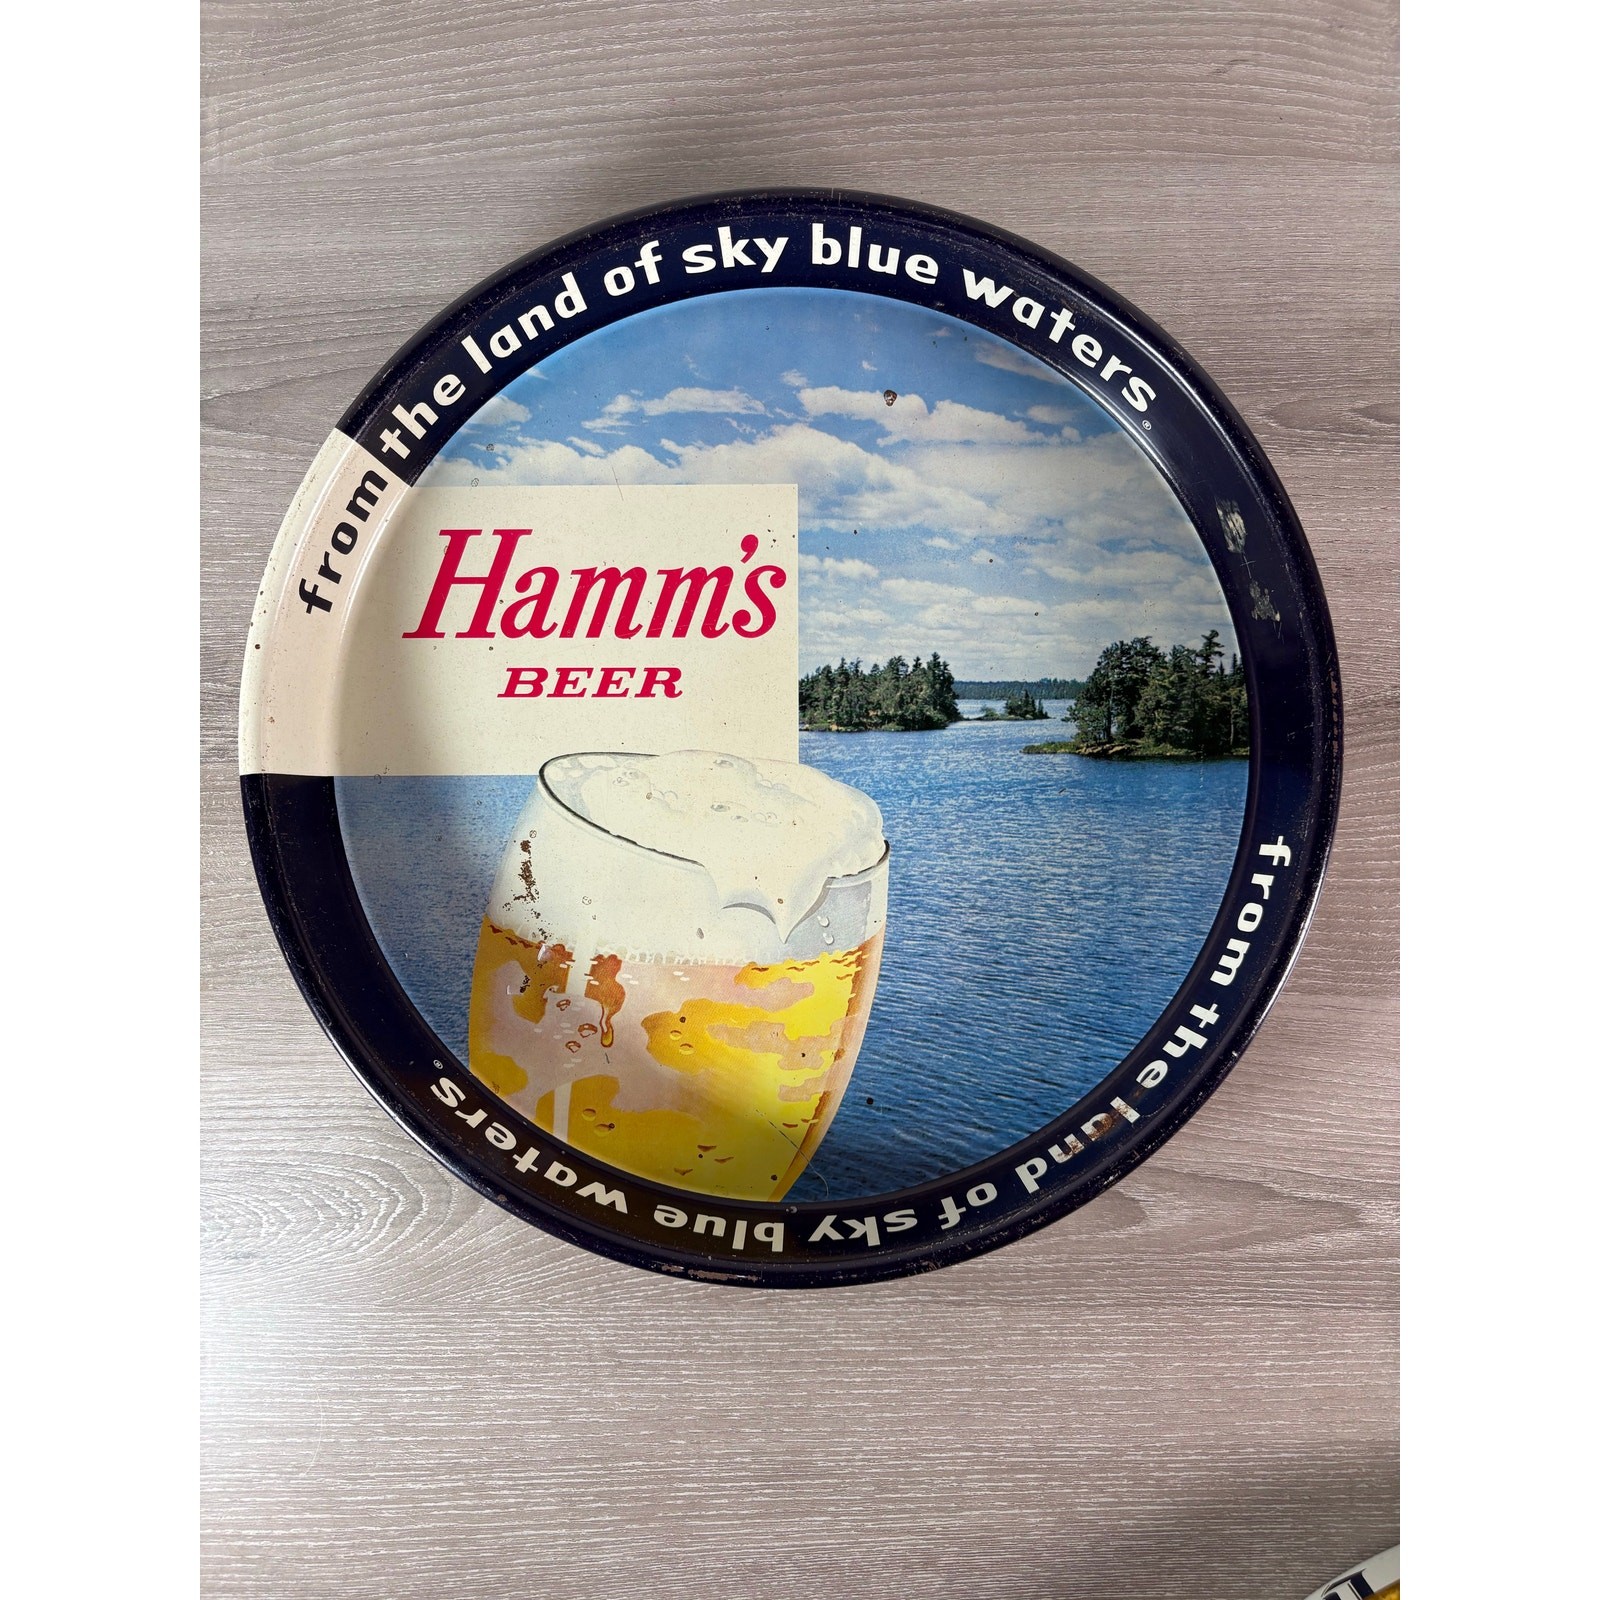 from the land of sky blue waters.®
Hamm's
BEER
from the land of sky blue waters.®